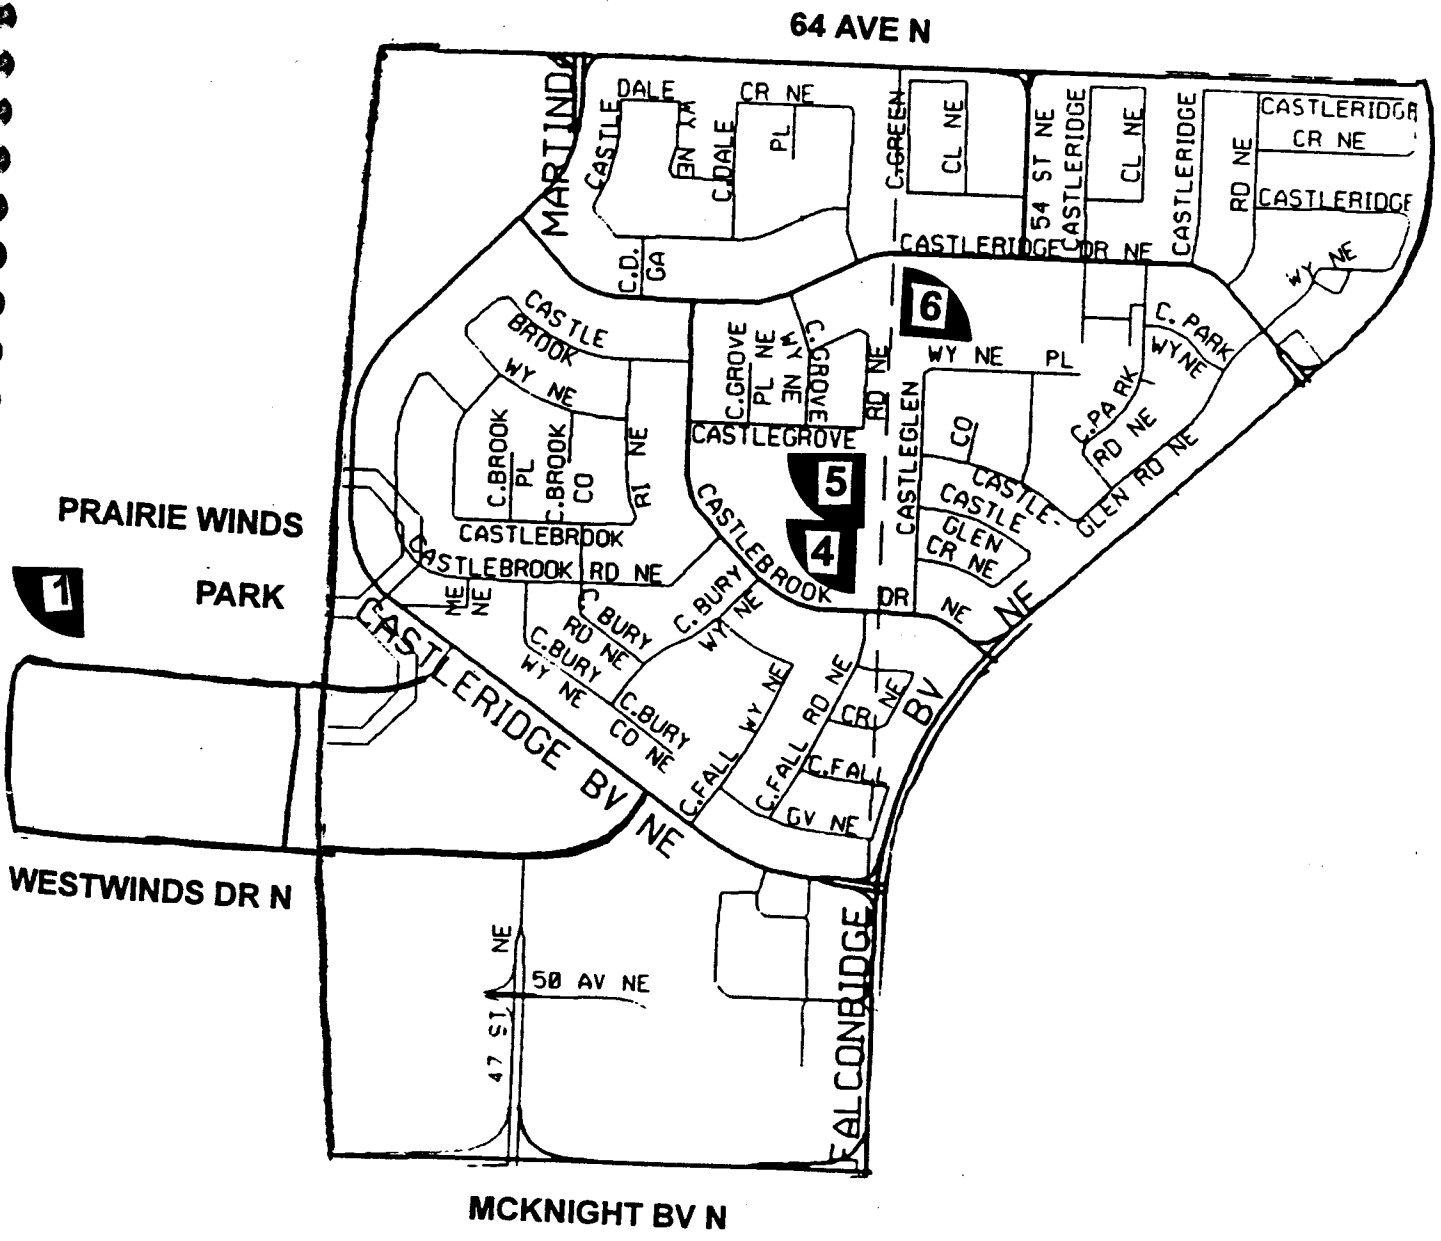 64 AVE N
MARTIND
CASTLE
DALE
WY NE
C.DALE
CR NE
PL
C.GREEN
CL NE
54 ST NE
CASTLERIDGE
CL NE
CASTLERIDGE
RD NE
CASTLERIDGE
CR NE
CASTLERIDGE
WY NE
C.D.
GA
CASTLERIDGE DR NE
6
CASTLE
BROOK
WY NE
C.GROVE
PL NE
WY NE
C.GROVE
RD NE
CASTLEGROVE
WY NE PL
C. PARK
WY NE
C.PARK
RD NE
CASTLEGLEN
CO
CASTLE-
GLEN RD NE
CASTLE
GLEN
CR NE
C.BROOK
PL
C.BROOK
CO
RI NE
CASTLEBROOK
CASTLEBROOK RD NE
5
4
CASTLEBROOK DR NE
PRAIRIE WINDS
PARK
1
ME
NE
C BURY
RD NE
C.BURY
WY NE
C.BURY
WY NE
C.BURY
CO NE
CASTLERIDGE BV NE
C.FALL WY NE
C.FALL RD NE
CR NE
C.FALL
GV NE
FALCONBRIDGE BV NE
WESTWINDS DR N
47 ST NE
50 AV NE
MCKNIGHT BV N